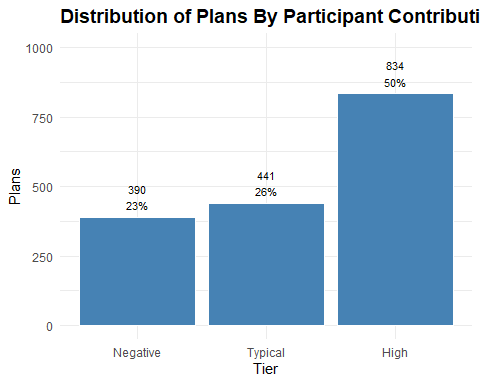 Distribution of Plans By Participant Contributi
1000
834
50%
750
500
441
26%
390
23%
250
0
Plans
Negative
Typical
High
Tier